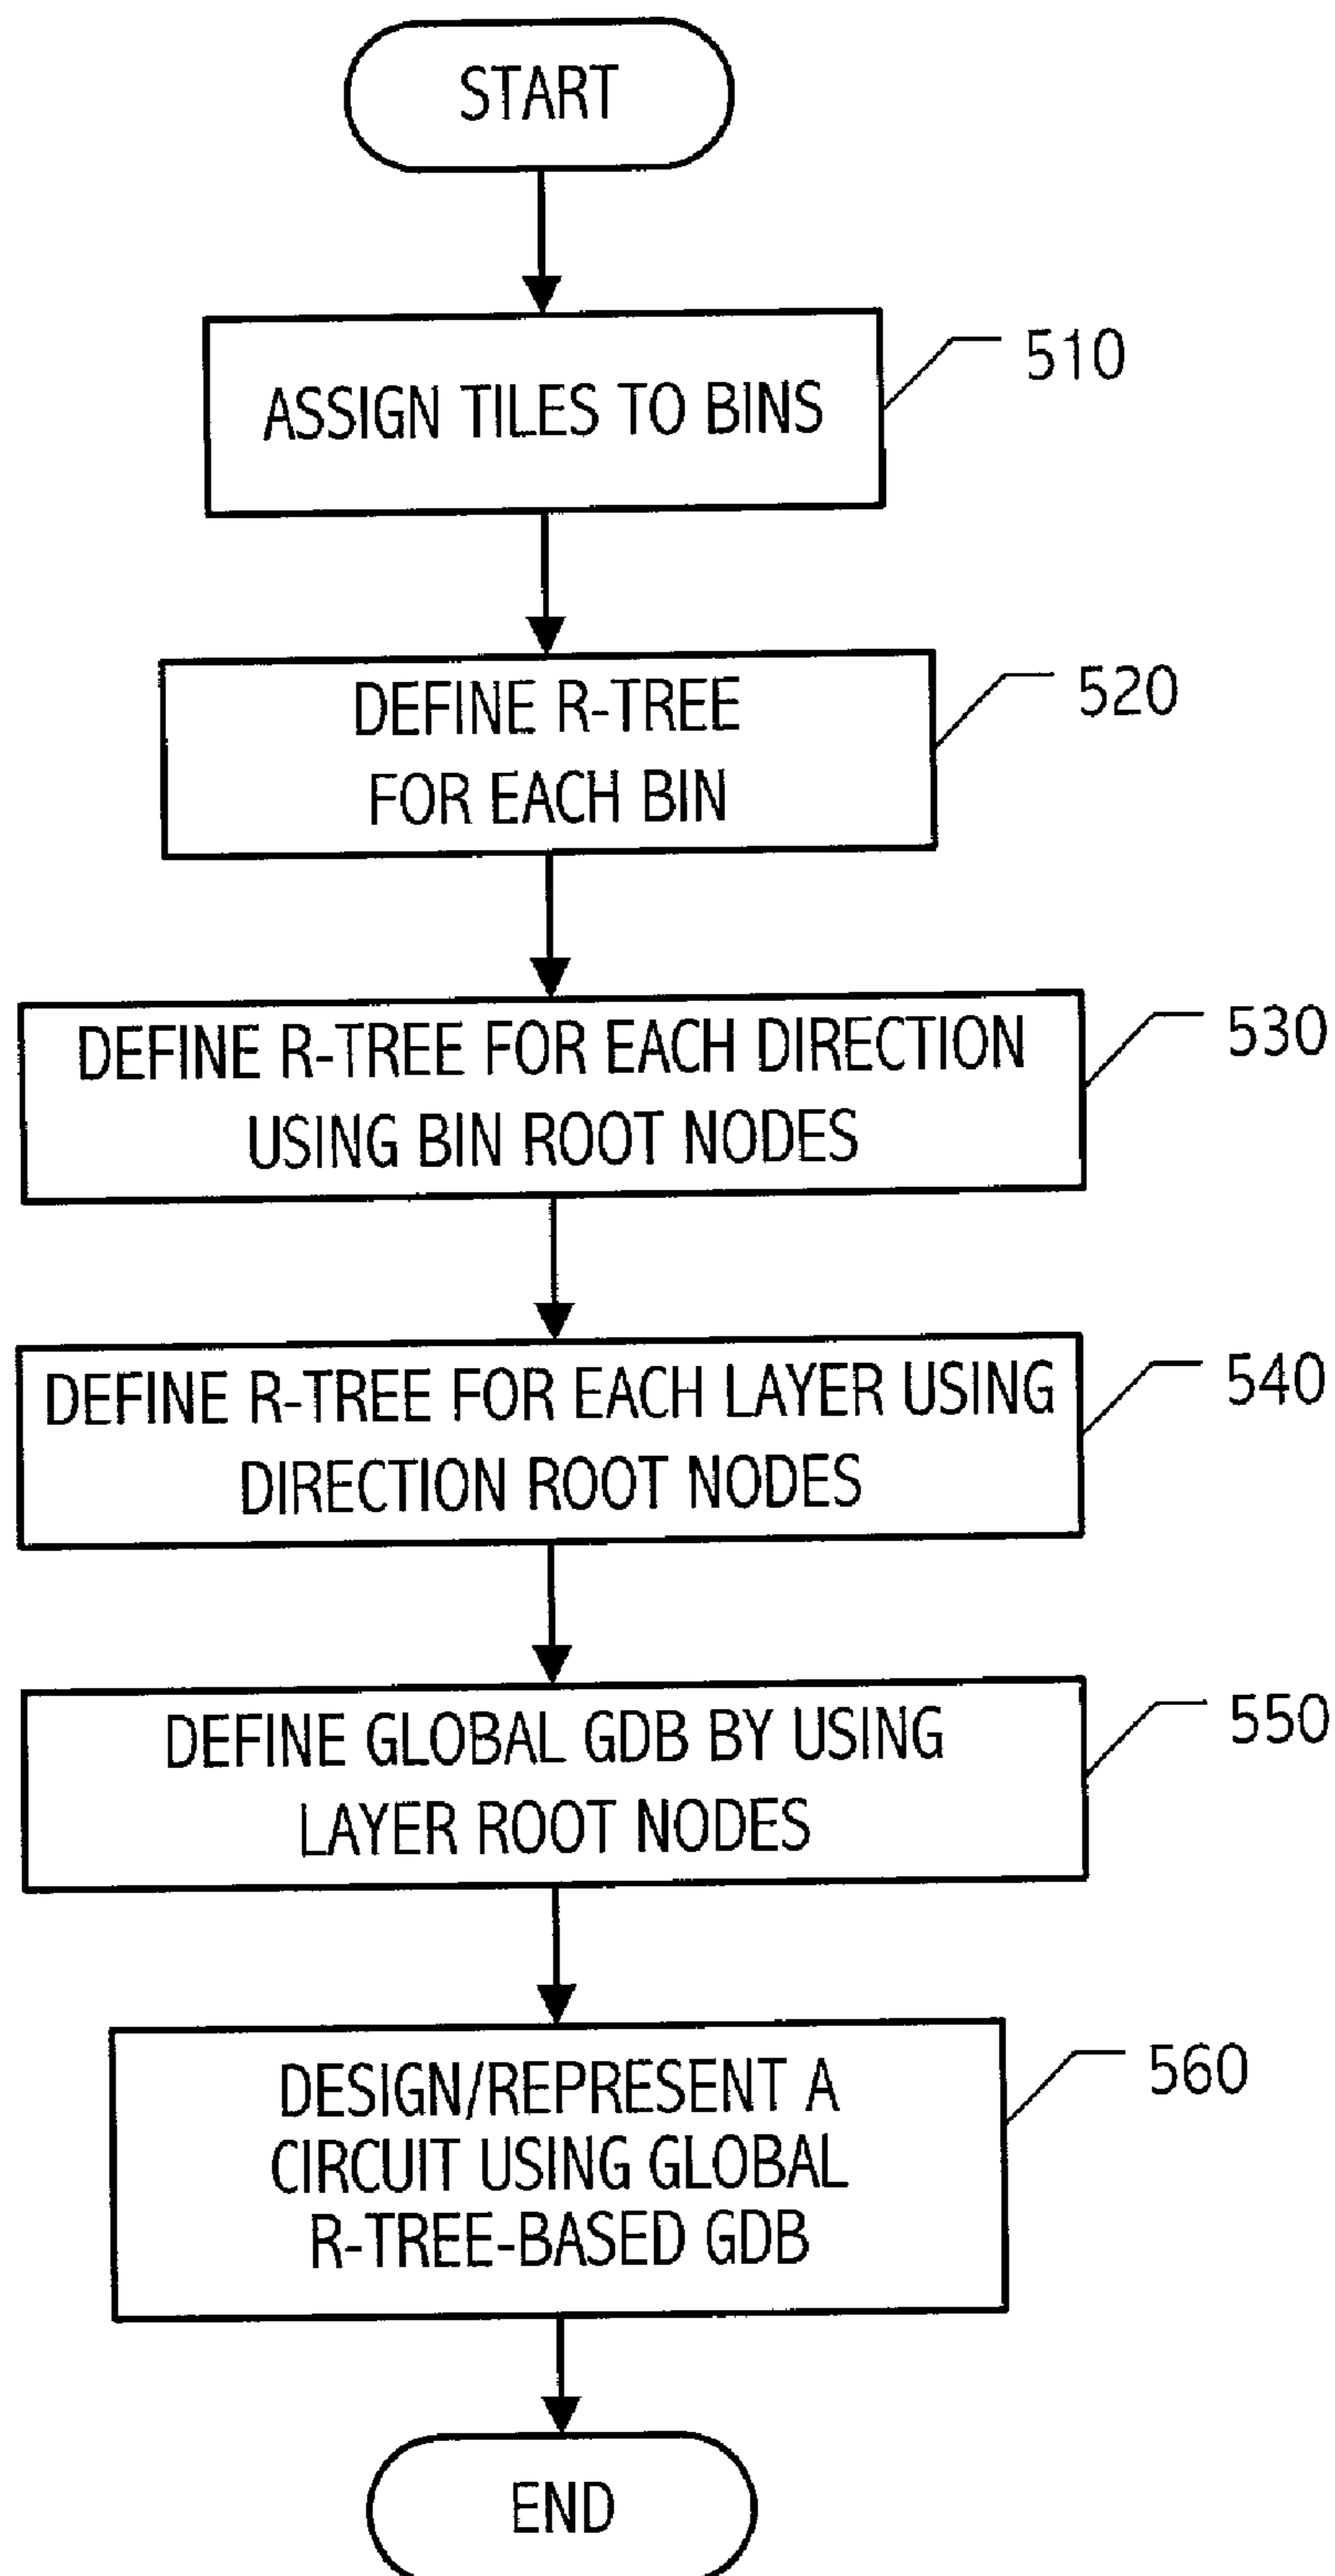 START
ASSIGN TILES TO BINS
510
DEFINE R-TREE
FOR EACH BIN
520
DEFINE R-TREE FOR EACH DIRECTION
USING BIN ROOT NODES
530
DEFINE R-TREE FOR EACH LAYER USING
DIRECTION ROOT NODES
540
DEFINE GLOBAL GDB BY USING
LAYER ROOT NODES
550
DESIGN/REPRESENT A
CIRCUIT USING GLOBAL
R-TREE-BASED GDB
560
END